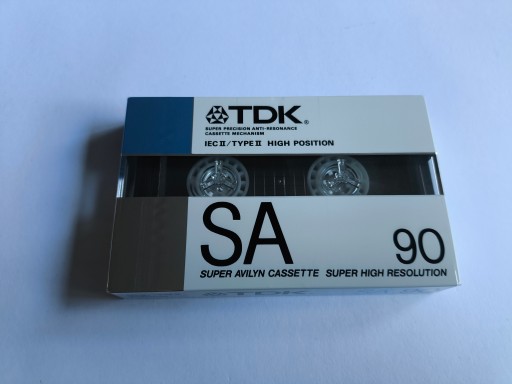 TDK®
SUPER PRECISION ANTI-RESONANCE
CASSETTE MECHANISM
IEC II/TYPE II HIGH POSITION
SA 90
SUPER AVILYN CASSETTE SUPER HIGH RESOLUTION
TDK